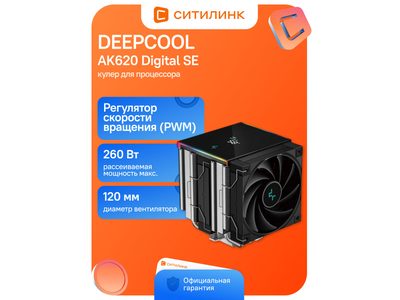 СИТИЛИНК
DEEPCOOL
AK620 Digital SE
кулер для процессора
Регулятор
скорости
вращения (PWM)
260 Вт
рассеиваемая
мощность макс.
120 мм
диаметр вентилятора
СИТИЛИНК
Официальная
гарантия